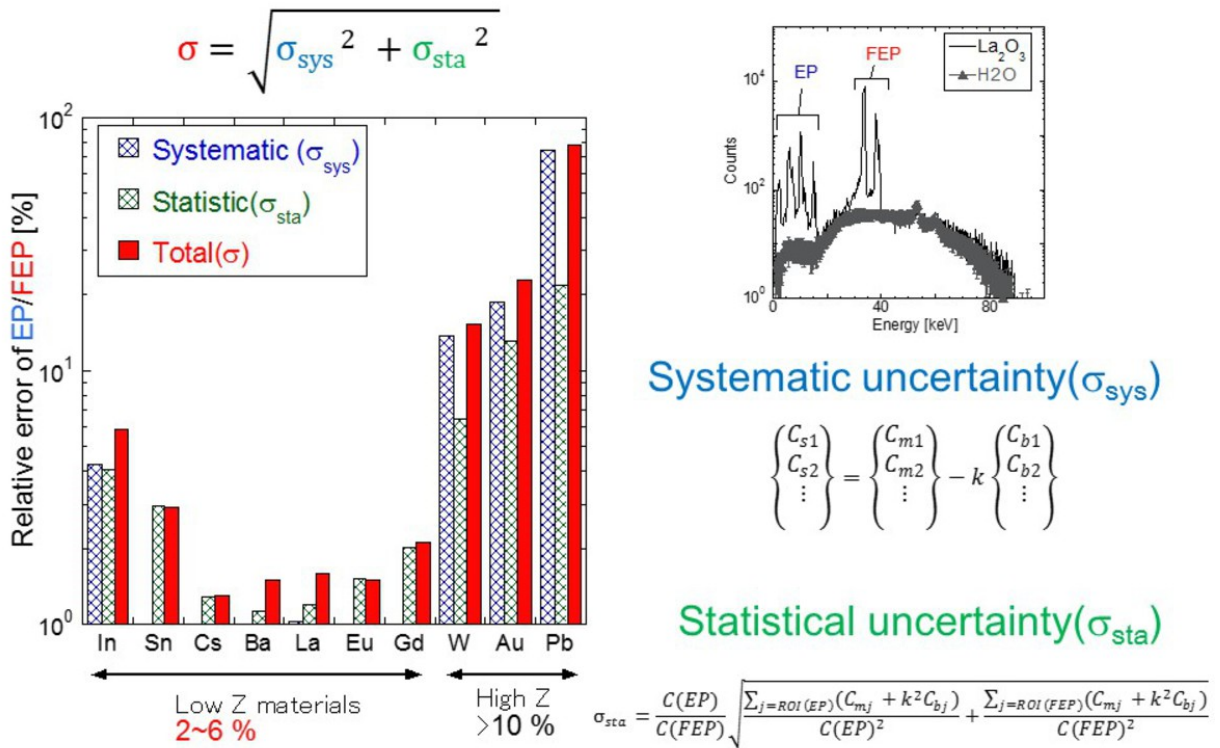 σ = √σsys² + σsta²
Relative error of EP/FEP [%]
10²
10¹
10⁰
Systematic (σsys)
Statistic(σsta)
Total(σ)
In Sn Cs Ba La Eu Gd W Au Pb
Low Z materials
2~6 %
High Z
>10 %
La₂O₃
H2O
EP
FEP
Counts
10⁴
10²
10⁰
0 40 80
Energy [keV]
Systematic uncertainty(σsys)
{Cs1 Cs2 ⋮} = {Cm1 Cm2 ⋮} − k {Cb1 Cb2 ⋮}
Statistical uncertainty(σsta)
σsta = C(EP)/C(FEP) √(∑j=ROI(EP)(Cmj + k²Cbj)/C(EP)² + ∑j=ROI(FEP)(Cmj + k²Cbj)/C(FEP)²)